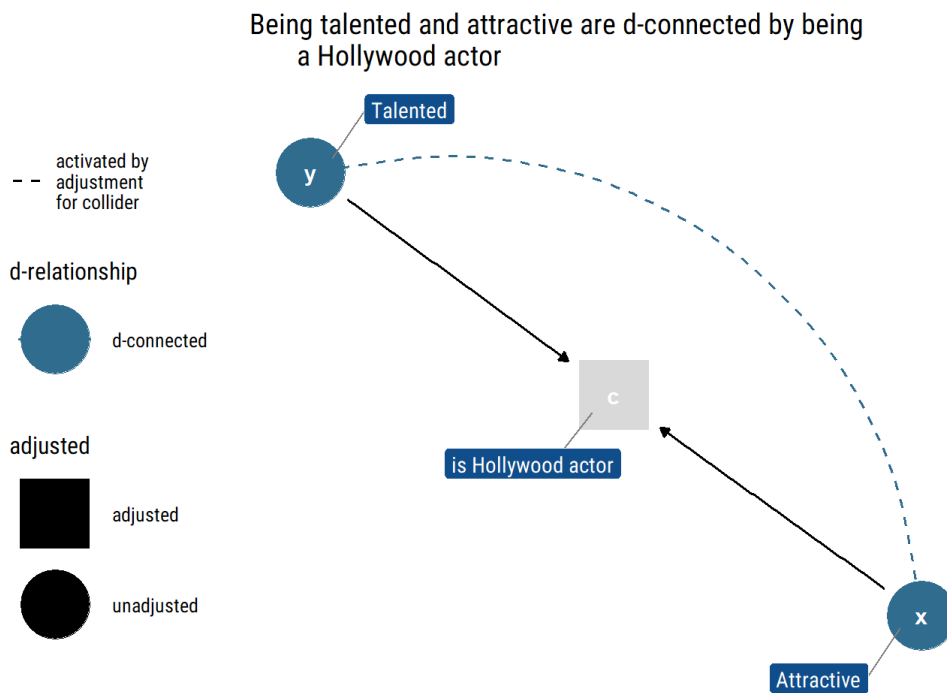 Being talented and attractive are d-connected by being
a Hollywood actor
Talented
y
activated by
adjustment
for collider
d-relationship
d-connected
c
is Hollywood actor
adjusted
adjusted
unadjusted
x
Attractive